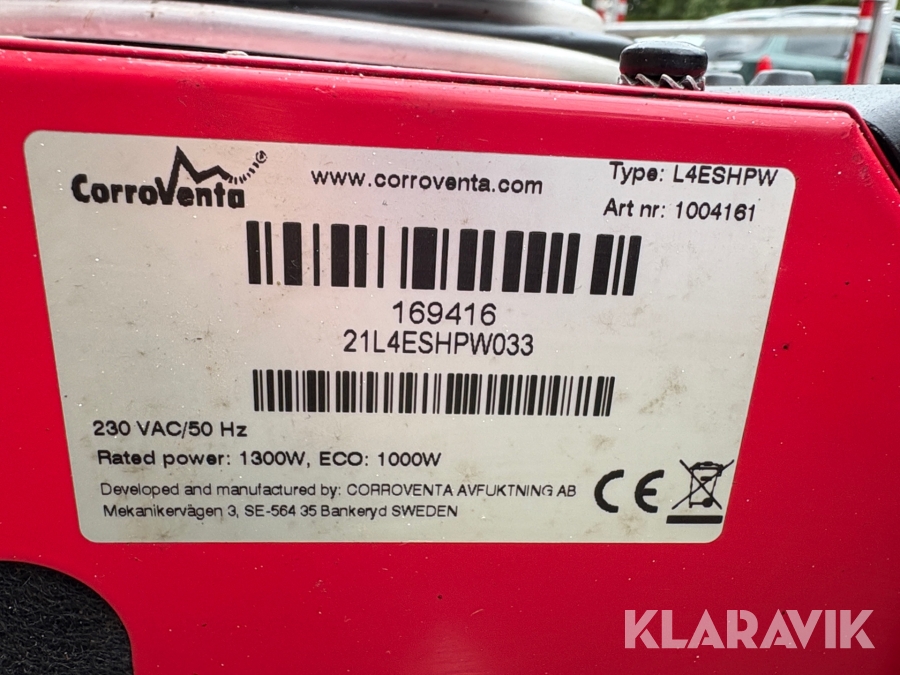 CorroVenta
www.corroventa.com
Type: L4ESHPW
Art nr: 1004161
169416
21L4ESHPW033
230 VAC/50 Hz
Rated power: 1300W, ECO: 1000W
Developed and manufactured by: CORROVENTA AVFUKTNING AB
Mekanikervägen 3, SE-564 35 Bankeryd SWEDEN
CE
KLARAVIK